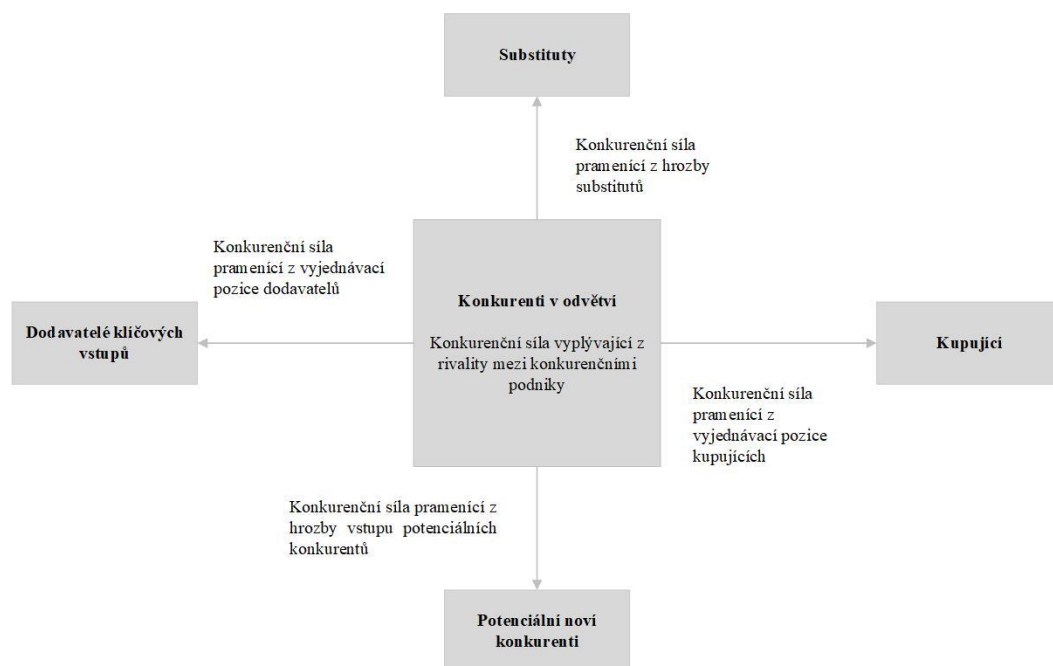 Substituty
Konkurenční síla
pramenící z hrozby
substitutů
Konkurenční síla
pramenící z vyjednávací
pozice dodavatelů
Dodavatelé klíčových
vstupů
Konkurenti v odvětví
Konkurenční síla vyplývající z
rivality mezi konkurenčními
podniky
Kupující
Konkurenční síla
pramenící z
vyjednávací pozice
kupujících
Konkurenční síla pramenící z
hrozby vstupu potenciálních
konkurentů
Potenciální noví
konkurenti